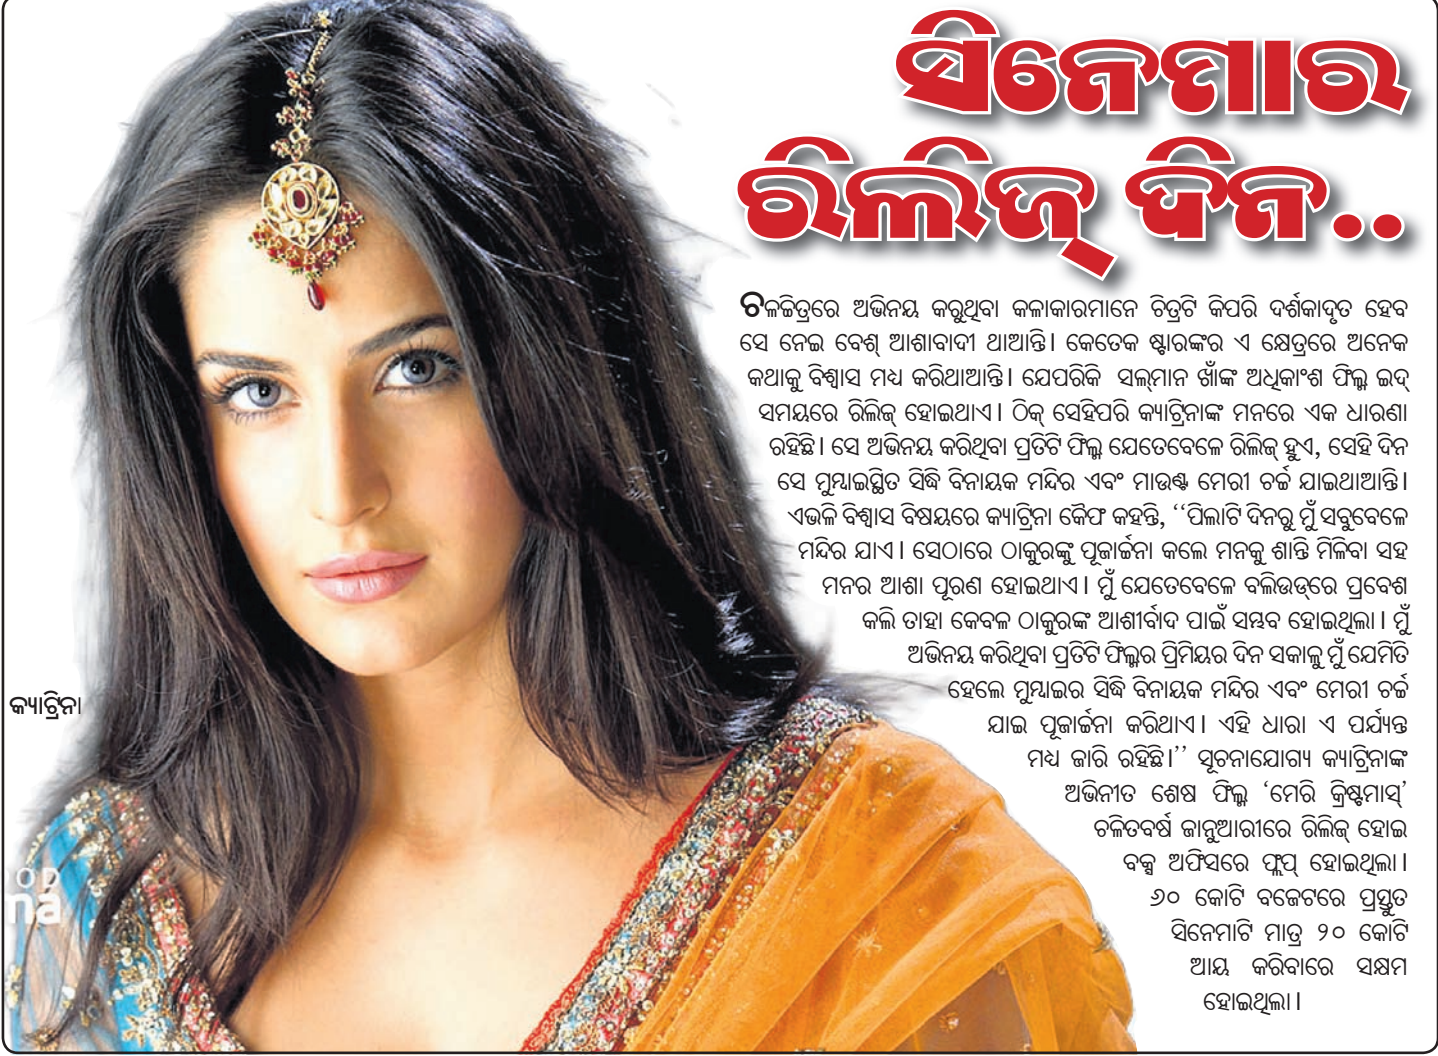 ସିନେମାର
ରିଲିଜ୍ ଦିନ..
ଚଳଚ୍ଚିତ୍ରରେ ଅଭିନୟ କରୁଥିବା କଳାକାରମାନେ ଚିତ୍ରଟି କିପରି ଦର୍ଶକାଦୃତ ହେବ
ସେ ନେଇ ବେଶ୍ ଆଶାବାଦୀ ଥାଆନ୍ତି। କେତେକ ଷ୍ଟାରଙ୍କର ଏ କ୍ଷେତ୍ରରେ ଅନେକ
କଥାକୁ ବିଶ୍ୱାସ ମଧ୍ୟ କରିଥାଆନ୍ତି। ଯେପରିକି ସଲ୍‌ମାନ ଖାଁଙ୍କ ଅଧିକାଂଶ ଫିଲ୍ମ ଇଦ୍
ସମୟରେ ରିଲିଜ୍ ହୋଇଥାଏ। ଠିକ୍ ସେହିପରି କ୍ୟାଟ୍ରିନାଙ୍କ ମନରେ ଏକ ଧାରଣା
ରହିଛି। ସେ ଅଭିନୟ କରିଥିବା ପ୍ରତିଟି ଫିଲ୍ମ ଯେତେବେଳେ ରିଲିଜ୍ ହୁଏ, ସେହି ଦିନ
ସେ ମୁମ୍ବାଇସ୍ଥିତ ସିଦ୍ଧି ବିନାୟକ ମନ୍ଦିର ଏବଂ ମାଉଣ୍ଟ ମେରୀ ଚର୍ଚ୍ଚ ଯାଇଥାଆନ୍ତି।
ଏଭଳି ବିଶ୍ୱାସ ବିଷୟରେ କ୍ୟାଟ୍ରିନା କୈଫ କହନ୍ତି, ‘‘ପିଲାଟି ଦିନରୁ ମୁଁ ସବୁବେଳେ
ମନ୍ଦିର ଯାଏ। ସେଠାରେ ଠାକୁରଙ୍କୁ ପୂଜାର୍ଚ୍ଚନା କଲେ ମନକୁ ଶାନ୍ତି ମିଳିବା ସହ
ମନର ଆଶା ପୂରଣ ହୋଇଥାଏ। ମୁଁ ଯେତେବେଳେ ବଲିଉଡ୍‌ରେ ପ୍ରବେଶ
କଲି ତାହା କେବଳ ଠାକୁରଙ୍କ ଆଶୀର୍ବାଦ ପାଇଁ ସମ୍ଭବ ହୋଇଥିଲା। ମୁଁ
ଅଭିନୟ କରିଥିବା ପ୍ରତିଟି ଫିଲ୍ମର ପ୍ରିମିୟର ଦିନ ସକାଳୁ ମୁଁ ଯେମିତି
ହେଲେ ମୁମ୍ବାଇର ସିଦ୍ଧି ବିନାୟକ ମନ୍ଦିର ଏବଂ ମେରୀ ଚର୍ଚ୍ଚ
କ୍ୟାଟ୍ରିନା
ଯାଇ ପୂଜାର୍ଚ୍ଚନା କରିଥାଏ। ଏହି ଧାରା ଏ ପର୍ଯ୍ୟନ୍ତ
ମଧ୍ୟ ଜାରି ରହିଛି।’’ ସୂଚନାଯୋଗ୍ୟ କ୍ୟାଟ୍ରିନାଙ୍କ
ଅଭିନୀତ ଶେଷ ଫିଲ୍ମ ‘ମେରି କ୍ରିଷ୍ଟମାସ୍’
ଚଳିତବର୍ଷ ଜାନୁଆରୀରେ ରିଲିଜ୍ ହୋଇ
ବକ୍ସ ଅଫିସରେ ଫ୍ଲପ୍ ହୋଇଥିଲା।
୬୦ କୋଟି ବଜେଟରେ ପ୍ରସ୍ତୁତ
ସିନେମାଟି ମାତ୍ର ୨୦ କୋଟି
ଆୟ କରିବାରେ ସକ୍ଷମ
ହୋଇଥିଲା।
OD
na